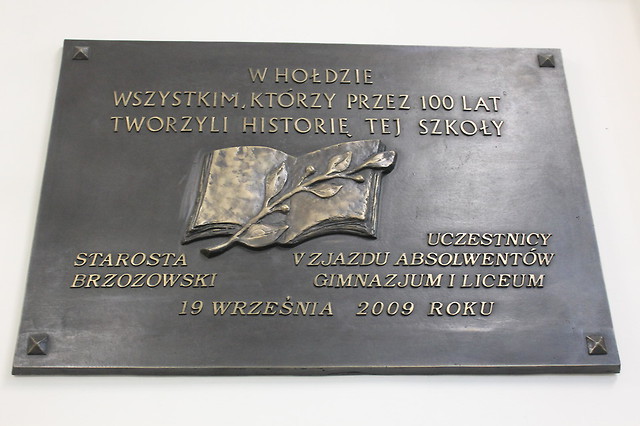 W HOŁDZIE
WSZYSTKIM, KTÓRZY PRZEZ 100 LAT
TWORZYLI HISTORIĘ TEJ SZKOŁY
STAROSTA
BRZOZOWSKI
UCZESTNICY
V ZJAZDU ABSOLWENTÓW
GIMNAZJUM I LICEUM
19 WRZEŚNIA 2009 ROKU